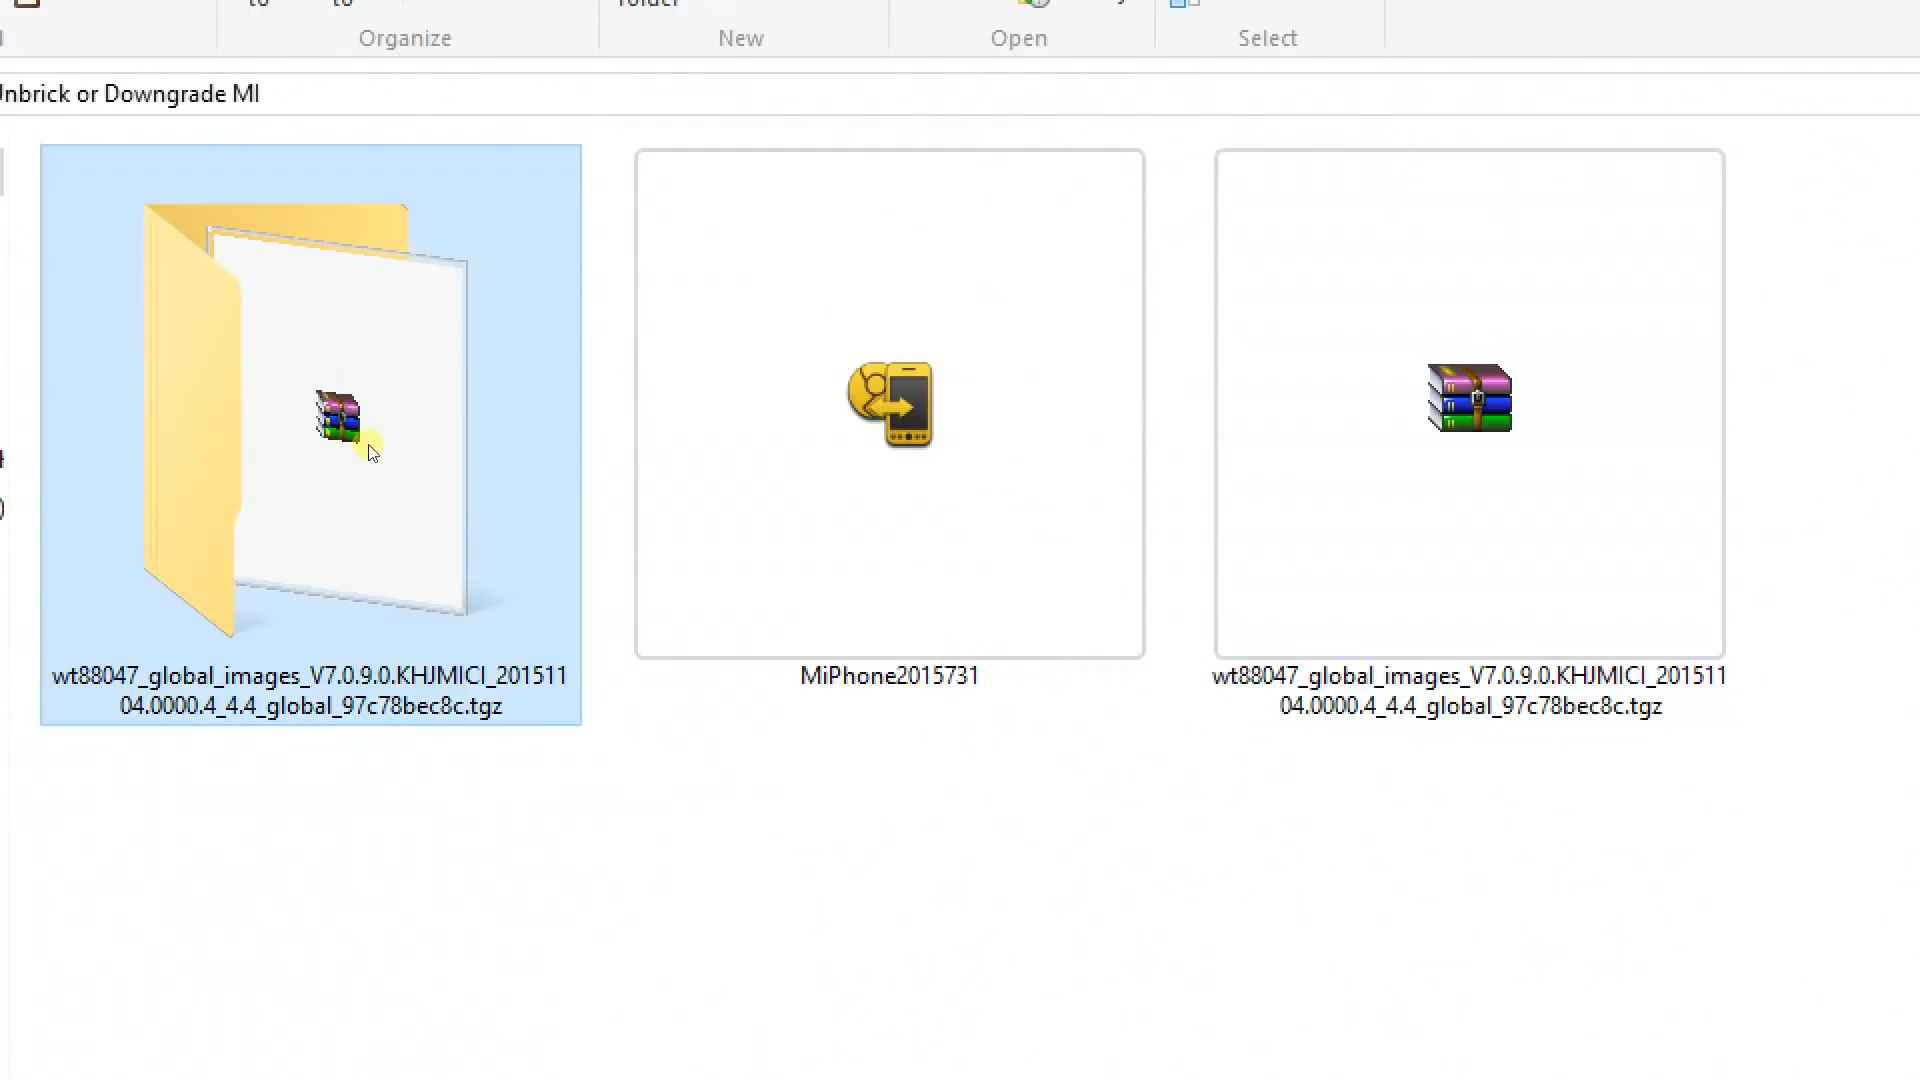 Organize
New
Open
Select
Unbrick or Downgrade MI
wt88047_global_images_V7.0.9.0.KHJMICI_201511
04.0000.4_4.4_global_97c78bec8c.tgz
MiPhone2015731
wt88047_global_images_V7.0.9.0.KHJMICI_201511
04.0000.4_4.4_global_97c78bec8c.tgz